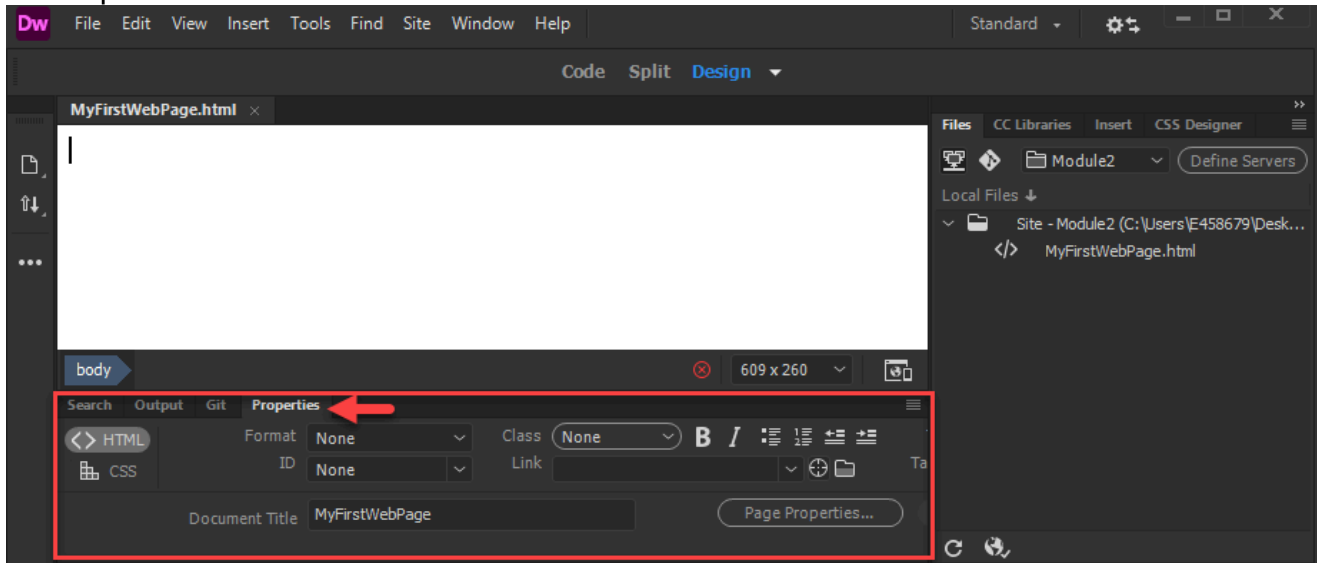 Dw File Edit View Insert Tools Find Site Window Help Standard
Code Split Design
MyFirstWebPage.html
Files CC Libraries Insert CSS Designer
Module2 Define Servers
Local Files
Site - Module2 (C:\Users\E458679\Desk...
MyFirstWebPage.html
body 609 x 260
Search Output Git Properties
HTML Format None Class None B I
CSS ID None Link Ta
Document Title MyFirstWebPage Page Properties...